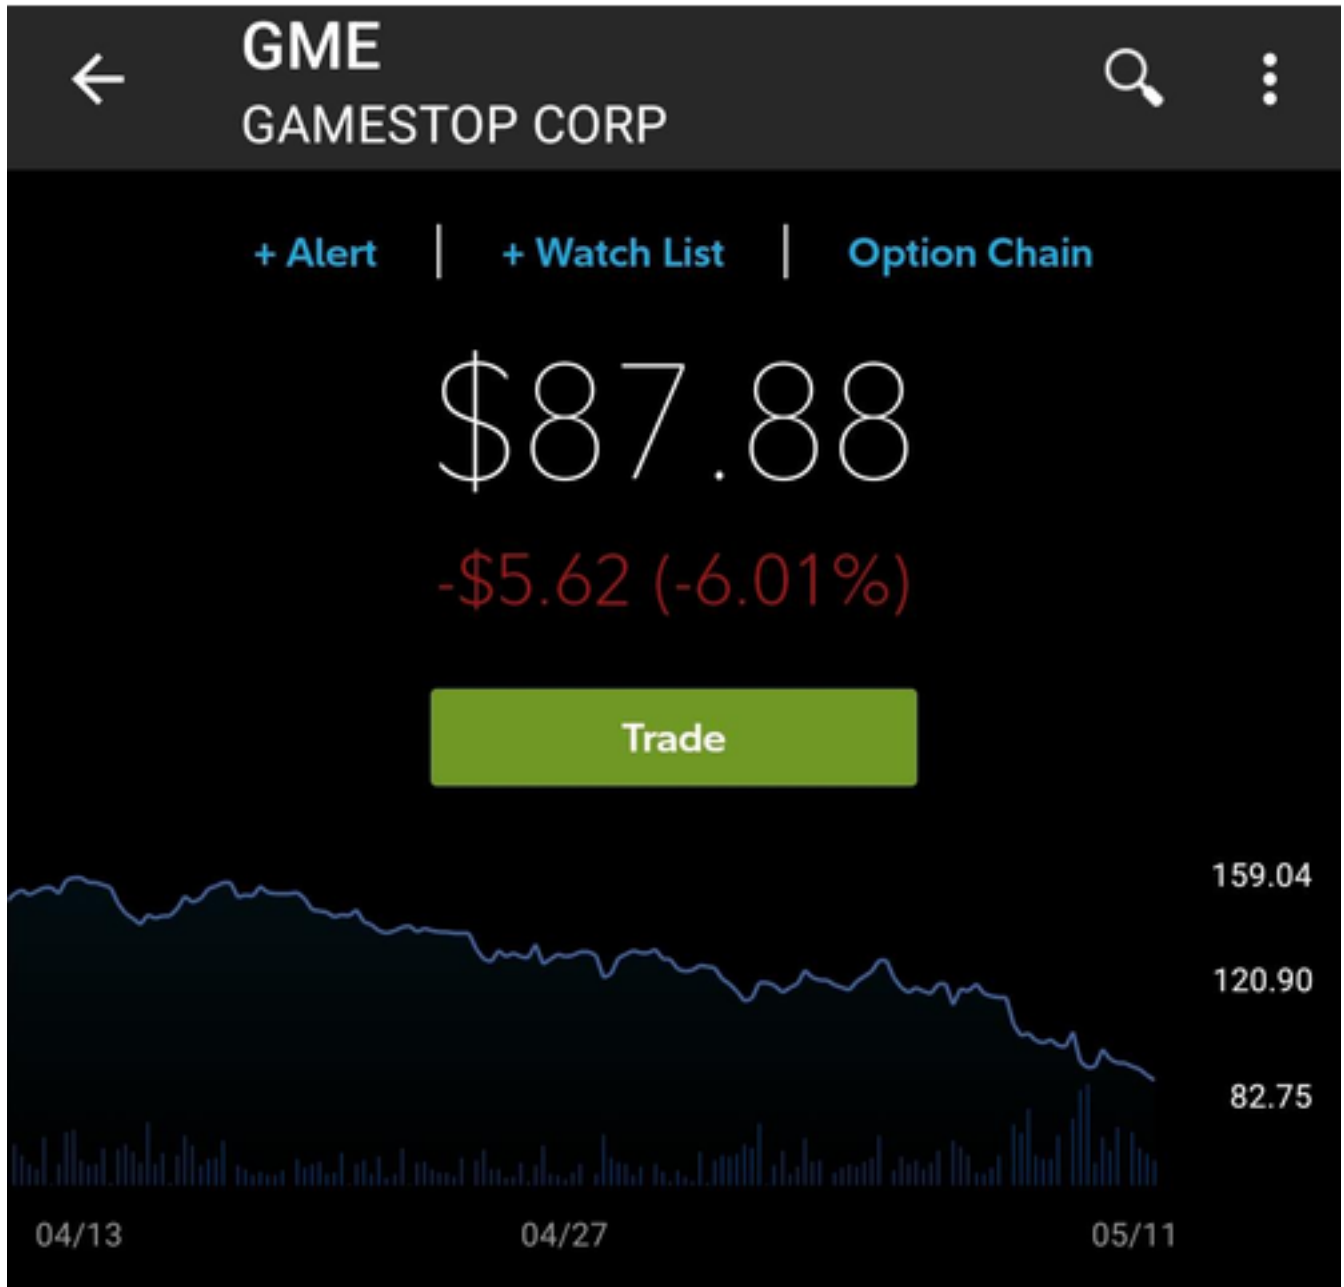 GME
GAMESTOP CORP
+ Alert | + Watch List | Option Chain
$87.88
-$5.62 (-6.01%)
Trade
159.04
120.90
82.75
04/13 04/27 05/11